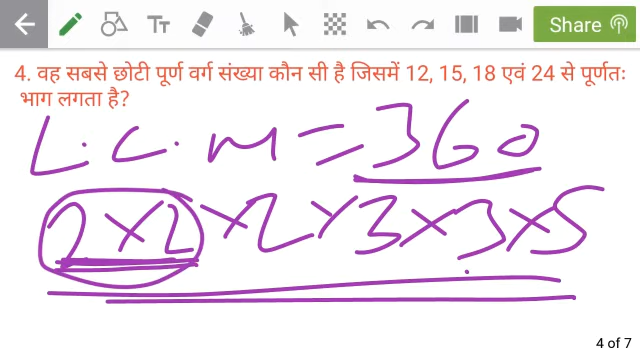 Tт Share
4. वह सबसे छोटी पूर्ण वर्ग संख्या कौन सी है जिसमें 12, 15, 18 एवं 24 से पूर्णतः
भाग लगता है?
L.C.M=360
2×2×2×3×3×5
4 of 7